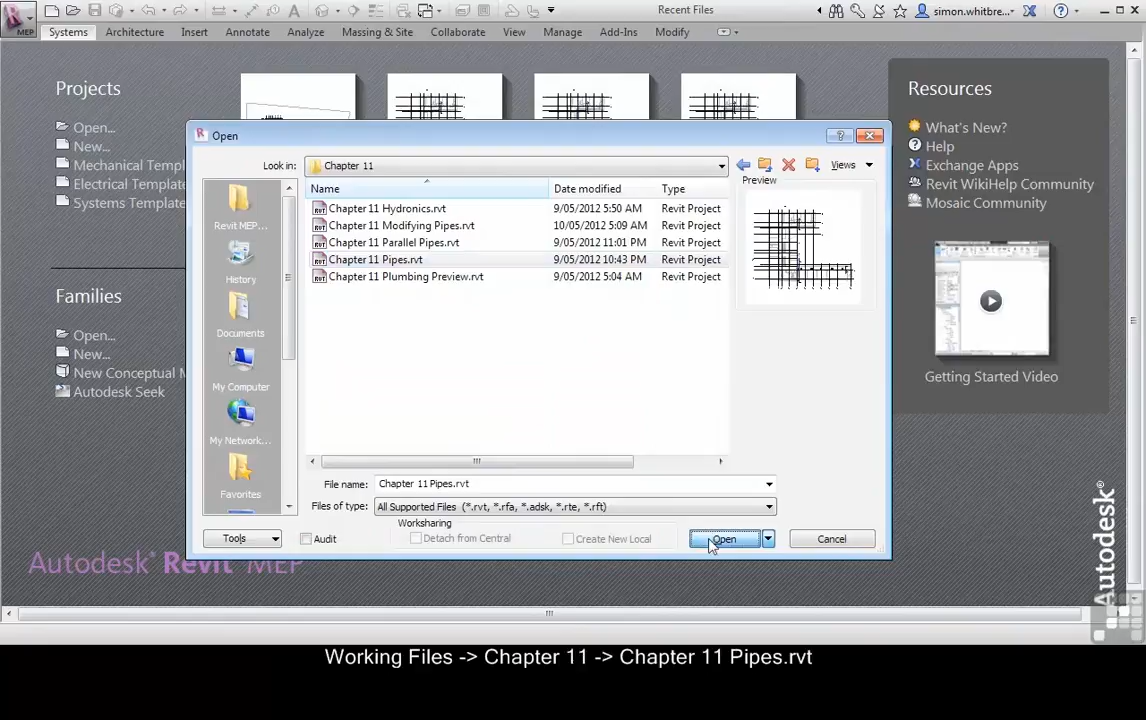 MEP
Recent Files
simon.whitbre...
Systems Architecture Insert Annotate Analyze Massing & Site Collaborate View Manage Add-Ins Modify
Projects
Open...
New...
Mechanical Templ
Electrical Template
Systems Template
Families
Open...
New...
New Conceptual M
Autodesk Seek
Resources
What's New?
Help
Exchange Apps
Revit WikiHelp Community
Mosaic Community
Getting Started Video
Open
Look in: Chapter 11 Views
Name Date modified Type
Chapter 11 Hydronics.rvt 9/05/2012 5:50 AM Revit Project
Chapter 11 Modifying Pipes.rvt 10/05/2012 5:09 AM Revit Project
Chapter 11 Parallel Pipes.rvt 9/05/2012 11:01 PM Revit Project
Chapter 11 Pipes.rvt 9/05/2012 10:43 PM Revit Project
Chapter 11 Plumbing Preview.rvt 9/05/2012 5:04 AM Revit Project
Preview
Revit MEP...
History
Documents
My Computer
My Network...
Favorites
File name: Chapter 11 Pipes.rvt
Files of type: All Supported Files (*.rvt, *.rfa, *.adsk, *.rte, *.rft)
Worksharing
Tools Audit Detach from Central Create New Local Open Cancel
Autodesk® Revit® MEP
Autodesk®
Working Files -> Chapter 11 -> Chapter 11 Pipes.rvt